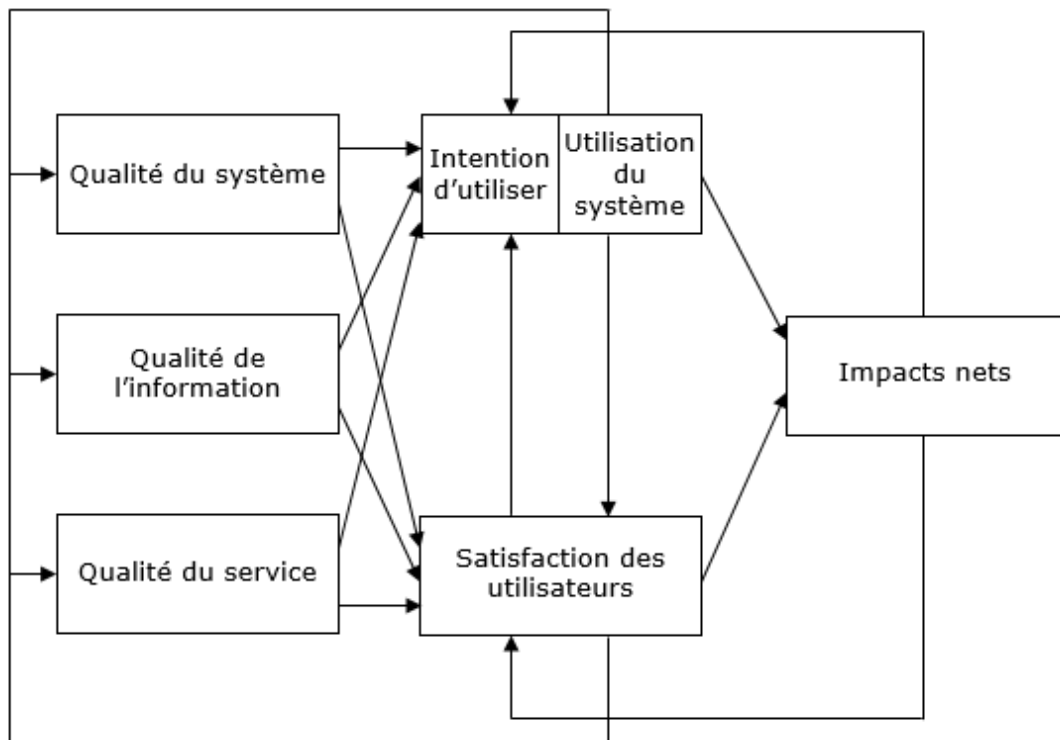 Qualité du système
Intention
d'utiliser
Utilisation
du
système
Qualité de
l'information
Impacts nets
Qualité du service
Satisfaction des
utilisateurs